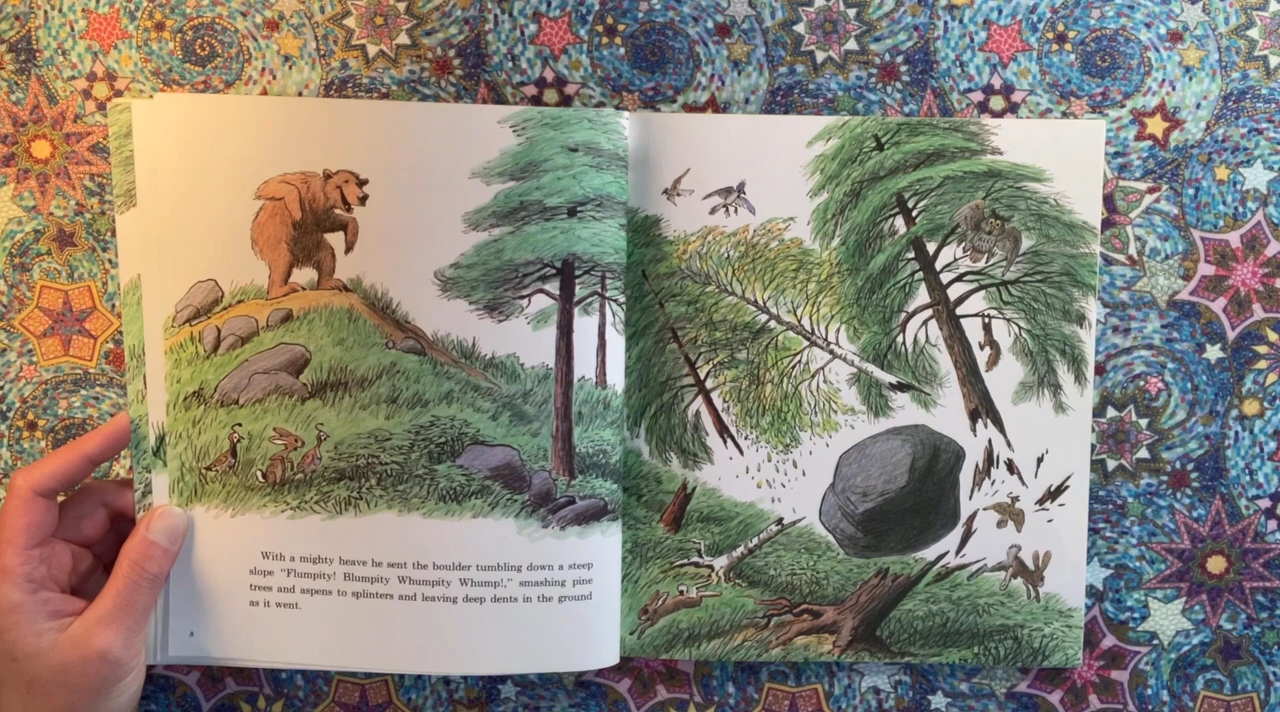 With a mighty heave he sent the boulder tumbling down a steep
slope "Flumpity! Blumpity Whumpity Whump!," smashing pine
trees and aspens to splinters and leaving deep dents in the ground
as it went.
8